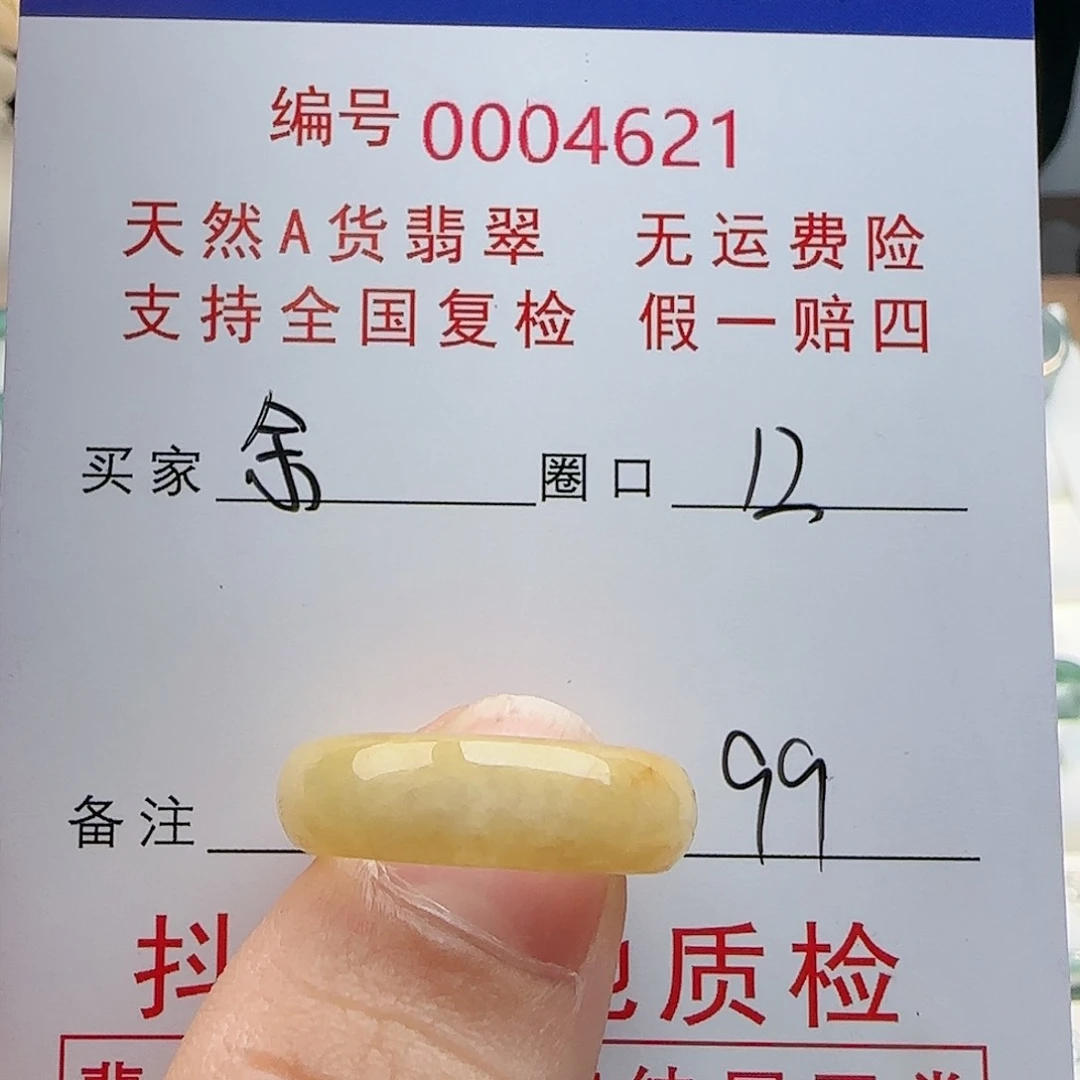 编号 0004621
天然A货翡翠 无运费险
支持全国复检 假一赔四
买家 余 圈口 12
备注 99
抖 质检